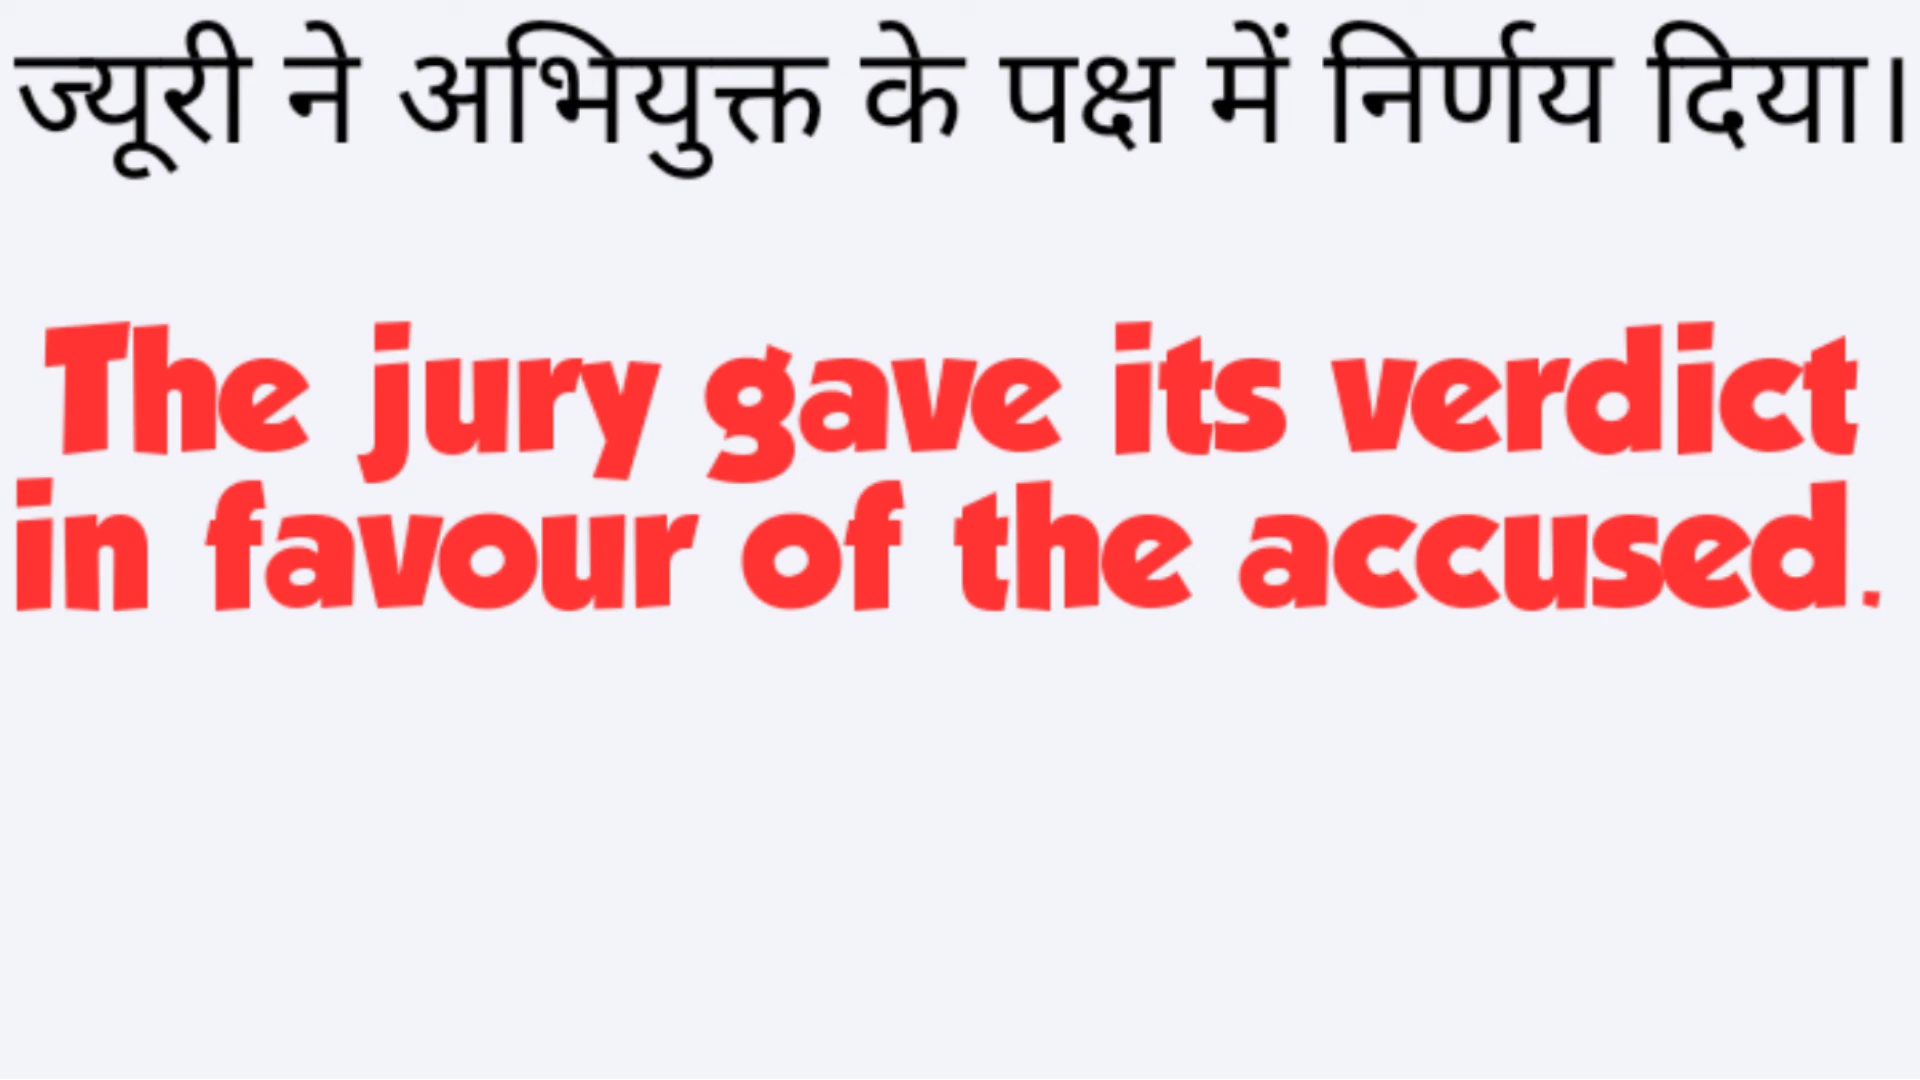 ज्यूरी ने अभियुक्त के पक्ष में निर्णय दिया।
The jury gave its verdict
in favour of the accused.